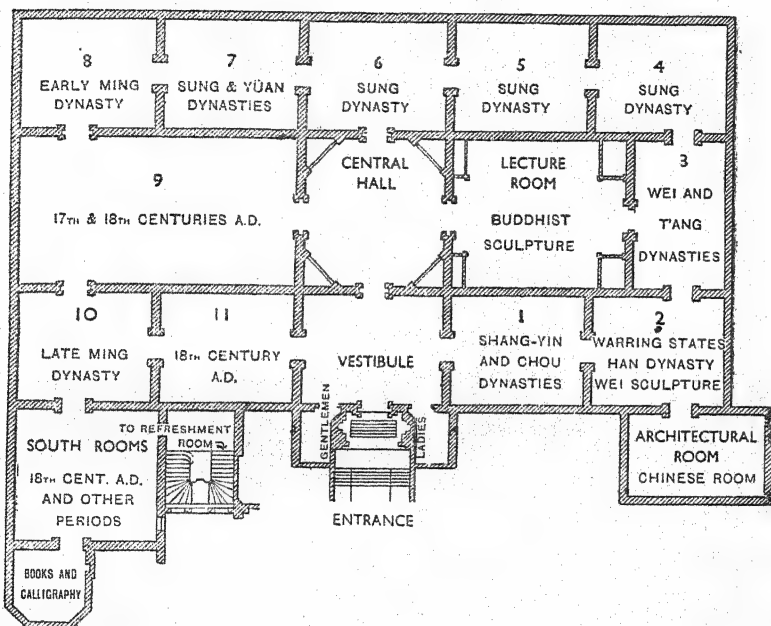 8
EARLY MING
DYNASTY
7
SUNG & YÜAN
DYNASTIES
6
SUNG
DYNASTY
5
SUNG
DYNASTY
4
SUNG
DYNASTY
9
17TH & 18TH CENTURIES A.D.
CENTRAL
HALL
LECTURE
ROOM
BUDDHIST
SCULPTURE
3
WEI AND
T'ANG
DYNASTIES
10
LATE MING
DYNASTY
11
18TH CENTURY
A.D.
VESTIBULE
1
SHANG-YIN
AND CHOU
DYNASTIES
2
WARRING STATES
HAN DYNASTY
WEI SCULPTURE
SOUTH ROOMS
18TH CENT. A.D.
AND OTHER
PERIODS
TO REFRESHMENT
ROOM
GENTLEMEN
LADIES
ENTRANCE
ARCHITECTURAL
ROOM
CHINESE ROOM
BOOKS AND
CALLIGRAPHY